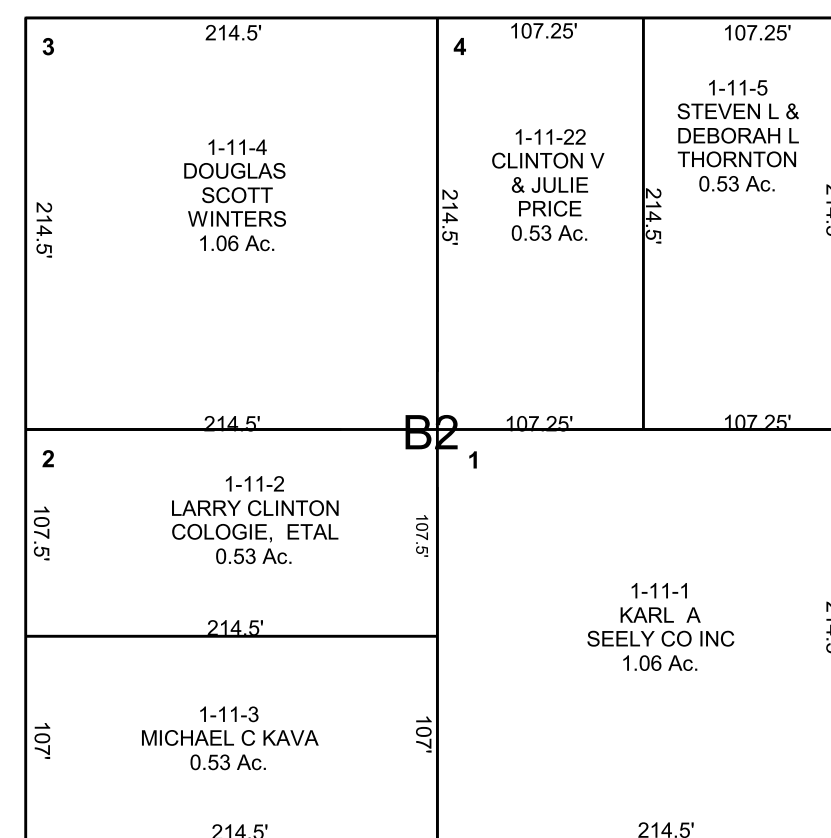 3
214.5'
4
107.25'
107.25'
1-11-4
DOUGLAS
SCOTT
WINTERS
1.06 Ac.
214.5'
1-11-22
CLINTON V
& JULIE
PRICE
0.53 Ac.
214.5'
1-11-5
STEVEN L &
DEBORAH L
THORNTON
0.53 Ac.
214.5'
214.5'
B2
107.25'
107.25'
2
1
1-11-2
LARRY CLINTON
COLOGIE, ETAL
0.53 Ac.
107.5'
107.5'
214.5'
1-11-1
KARL A
SEELY CO INC
1.06 Ac.
1-11-3
MICHAEL C KAVA
0.53 Ac.
107'
107'
214.5'
214.5'